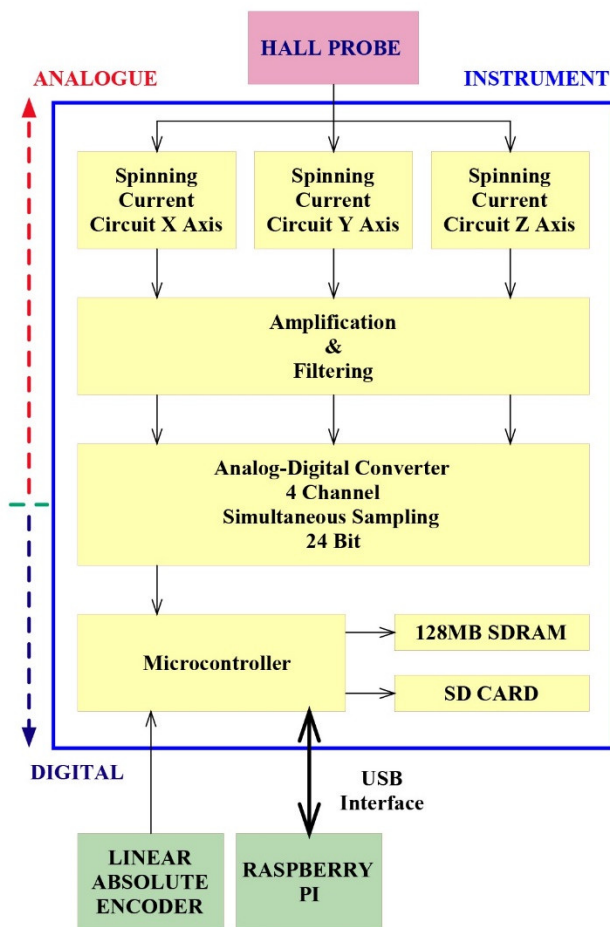 HALL PROBE
ANALOGUE
INSTRUMENT
Spinning
Current
Circuit X Axis
Spinning
Current
Circuit Y Axis
Spinning
Current
Circuit Z Axis
Amplification
&
Filtering
Analog-Digital Converter
4 Channel
Simultaneous Sampling
24 Bit
Microcontroller
128MB SDRAM
SD CARD
DIGITAL
USB
Interface
LINEAR
ABSOLUTE
ENCODER
RASPBERRY
PI